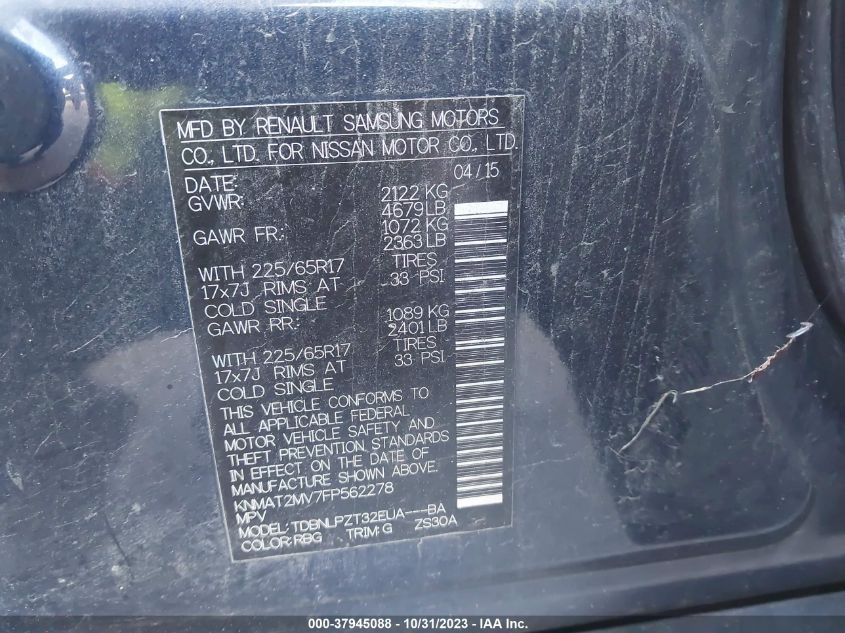 MFD BY RENAULT SAMSUNG MOTORS
CO., LTD. FOR NISSAN MOTOR CO., LTD.
DATE: 04/15
GVWR: 2122 KG
4679 LB
GAWR FR: 1072 KG
2363 LB
WITH 225/65R17 TIRES
17x7J RIMS AT 33 PSI
COLD SINGLE
GAWR RR: 1089 KG
2401 LB
WITH 225/65R17 TIRES
17x7J RIMS AT 33 PSI
COLD SINGLE
THIS VEHICLE CONFORMS TO
ALL APPLICABLE FEDERAL
MOTOR VEHICLE SAFETY AND
THEFT PREVENTION STANDARDS
IN EFFECT ON THE DATE OF
MANUFACTURE SHOWN ABOVE.
KNMAT2MV7FP562278
MPV
MODEL: TDBNLPZT32EUA---BA
COLOR: RBG TRIM: G ZS30A
000-37945088 - 10/31/2023 - IAA Inc.